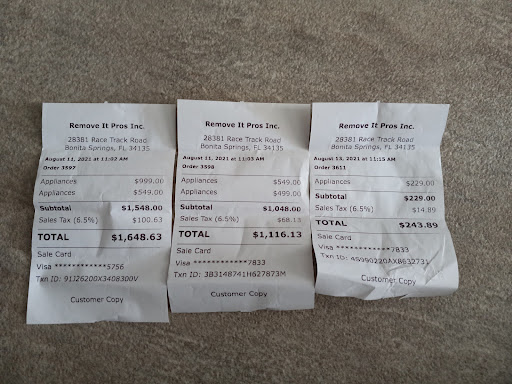 Remove It Pros Inc.
28381 Race Track Road
Bonita Springs, FL 34135
August 11, 2021 at 11:02 AM
Order 3597
Appliances $999.00
Appliances $549.00
Subtotal $1,548.00
Sales Tax (6.5%) $100.63
TOTAL $1,648.63
Sale Card
Visa ************5756
Txn ID: 91J26200X3408300V
Customer Copy
Remove It Pros Inc.
28381 Race Track Road
Bonita Springs, FL 34135
August 11, 2021 at 11:03 AM
Order 3598
Appliances $549.00
Appliances $499.00
Subtotal $1,048.00
Sales Tax (6.5%) $68.13
TOTAL $1,116.13
Sale Card
Visa ************7833
Txn ID: 3B3148741H627873M
Customer Copy
Remove It Pros Inc.
28381 Race Track Road
Bonita Springs, FL 34135
August 13, 2021 at 11:15 AM
Order 3611
Appliances $229.00
Subtotal $229.00
Sales Tax (6.5%) $14.89
TOTAL $243.89
Sale Card
Visa ************7833
Txn ID:
Customer Copy